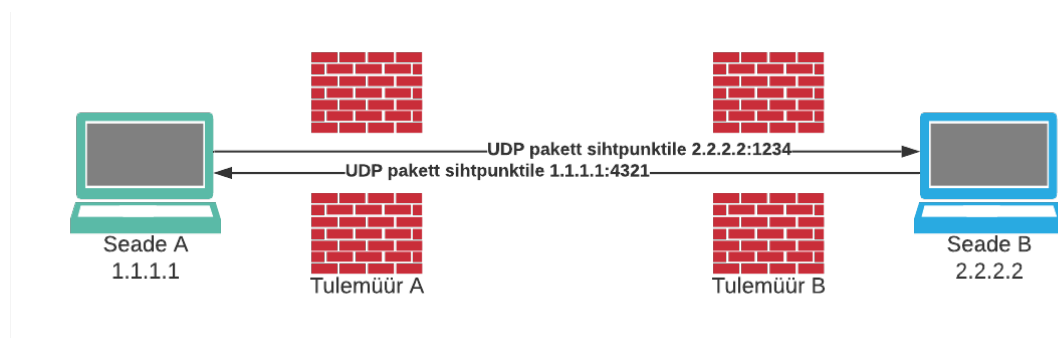 UDP pakett sihtpunktile 2.2.2.2:1234
UDP pakett sihtpunktile 1.1.1.1:4321
Seade A
1.1.1.1
Tulemüür A
Tulemüür B
Seade B
2.2.2.2